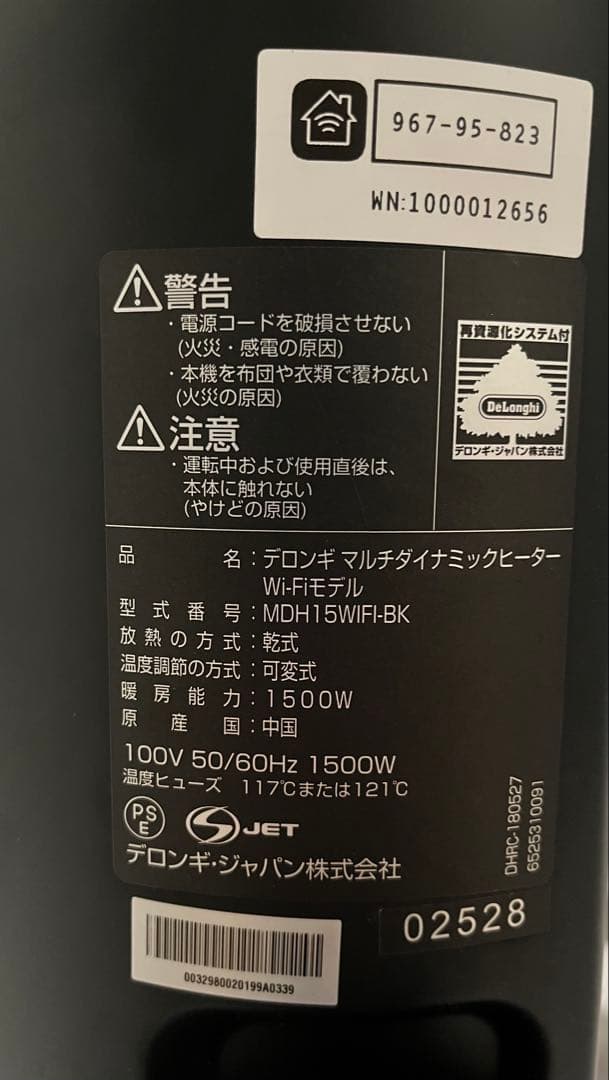 967-95-823
WN:1000012656
警告
・電源コードを破損させない
(火災・感電の原因)
・本機を布団や衣類で覆わない
(火災の原因)
注意
・運転中および使用直後は、
本体に触れない
(やけどの原因)
再資源化システム付
DeLonghi
デロンギ・ジャパン株式会社
品名：デロンギ マルチダイナミックヒーター
Wi-Fiモデル
型式番号：MDH15WIFI-BK
放熱の方式：乾式
温度調節の方式：可変式
暖房能力：1500W
原産国：中国
100V 50/60Hz 1500W
温度ヒューズ 117℃または121℃
PSE
JET
デロンギ・ジャパン株式会社
DHRC-180527
6525310091
02528
0032980020199A0339